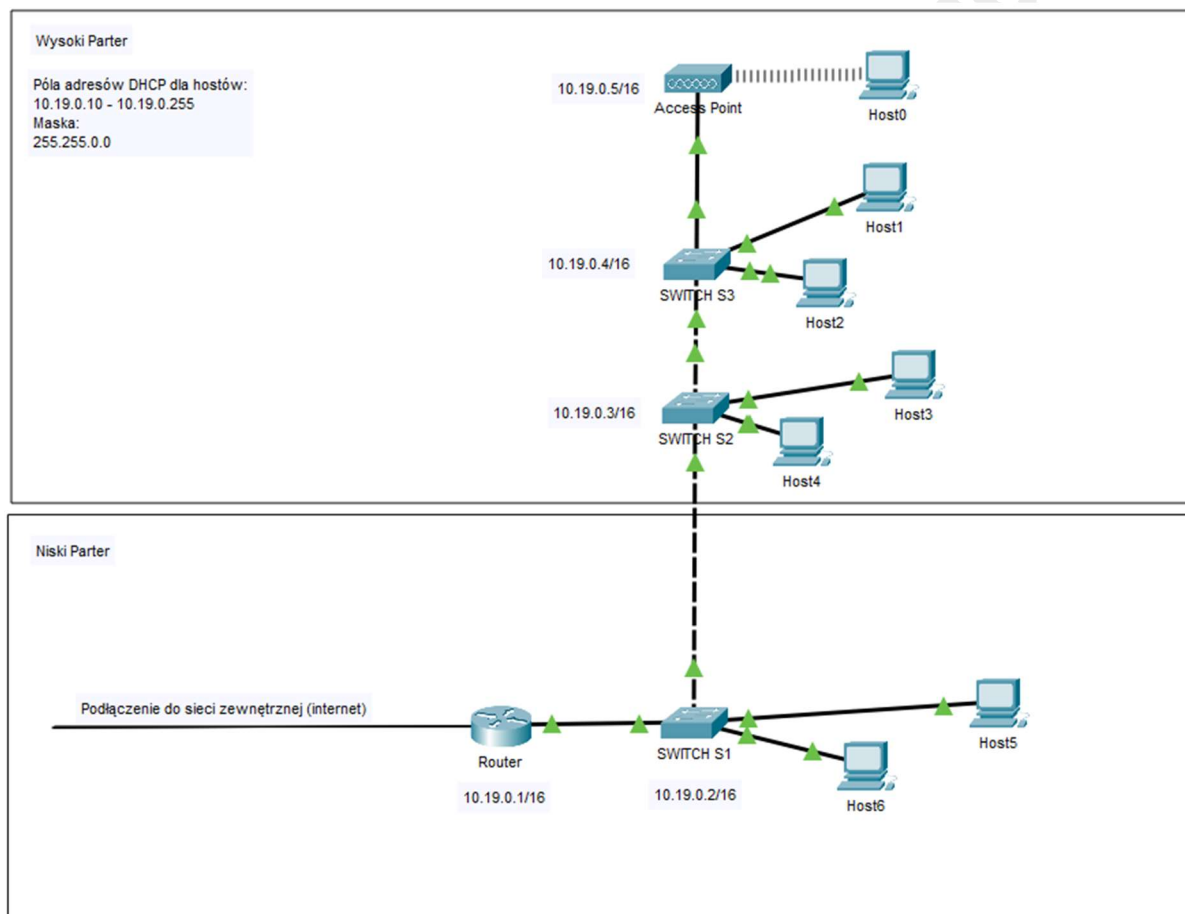 Wysoki Parter
Póla adresów DHCP dla hostów:
10.19.0.10 - 10.19.0.255
Maska:
255.255.0.0
10.19.0.5/16
Access Point
Host0
Host1
10.19.0.4/16
SWITCH S3
Host2
Host3
10.19.0.3/16
SWITCH S2
Host4
Niski Parter
Podłączenie do sieci zewnętrznej (internet)
Router
SWITCH S1
Host5
10.19.0.1/16
10.19.0.2/16
Host6